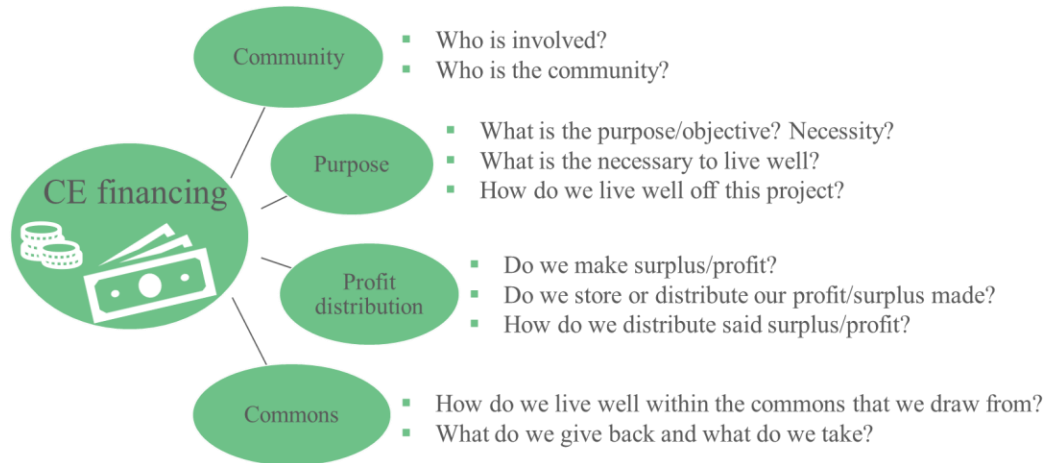 Community
Who is involved?
Who is the community?
CE financing
Purpose
What is the purpose/objective? Necessity?
What is the necessary to live well?
How do we live well off this project?
Profit
distribution
Do we make surplus/profit?
Do we store or distribute our profit/surplus made?
How do we distribute said surplus/profit?
Commons
How do we live well within the commons that we draw from?
What do we give back and what do we take?